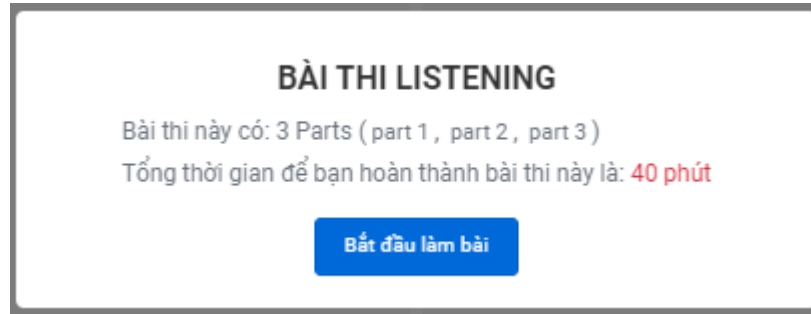 BÀI THI LISTENING
Bài thi này có: 3 Parts ( part 1 , part 2 , part 3 )
Tổng thời gian để bạn hoàn thành bài thi này là: 40 phút
Bắt đầu làm bài